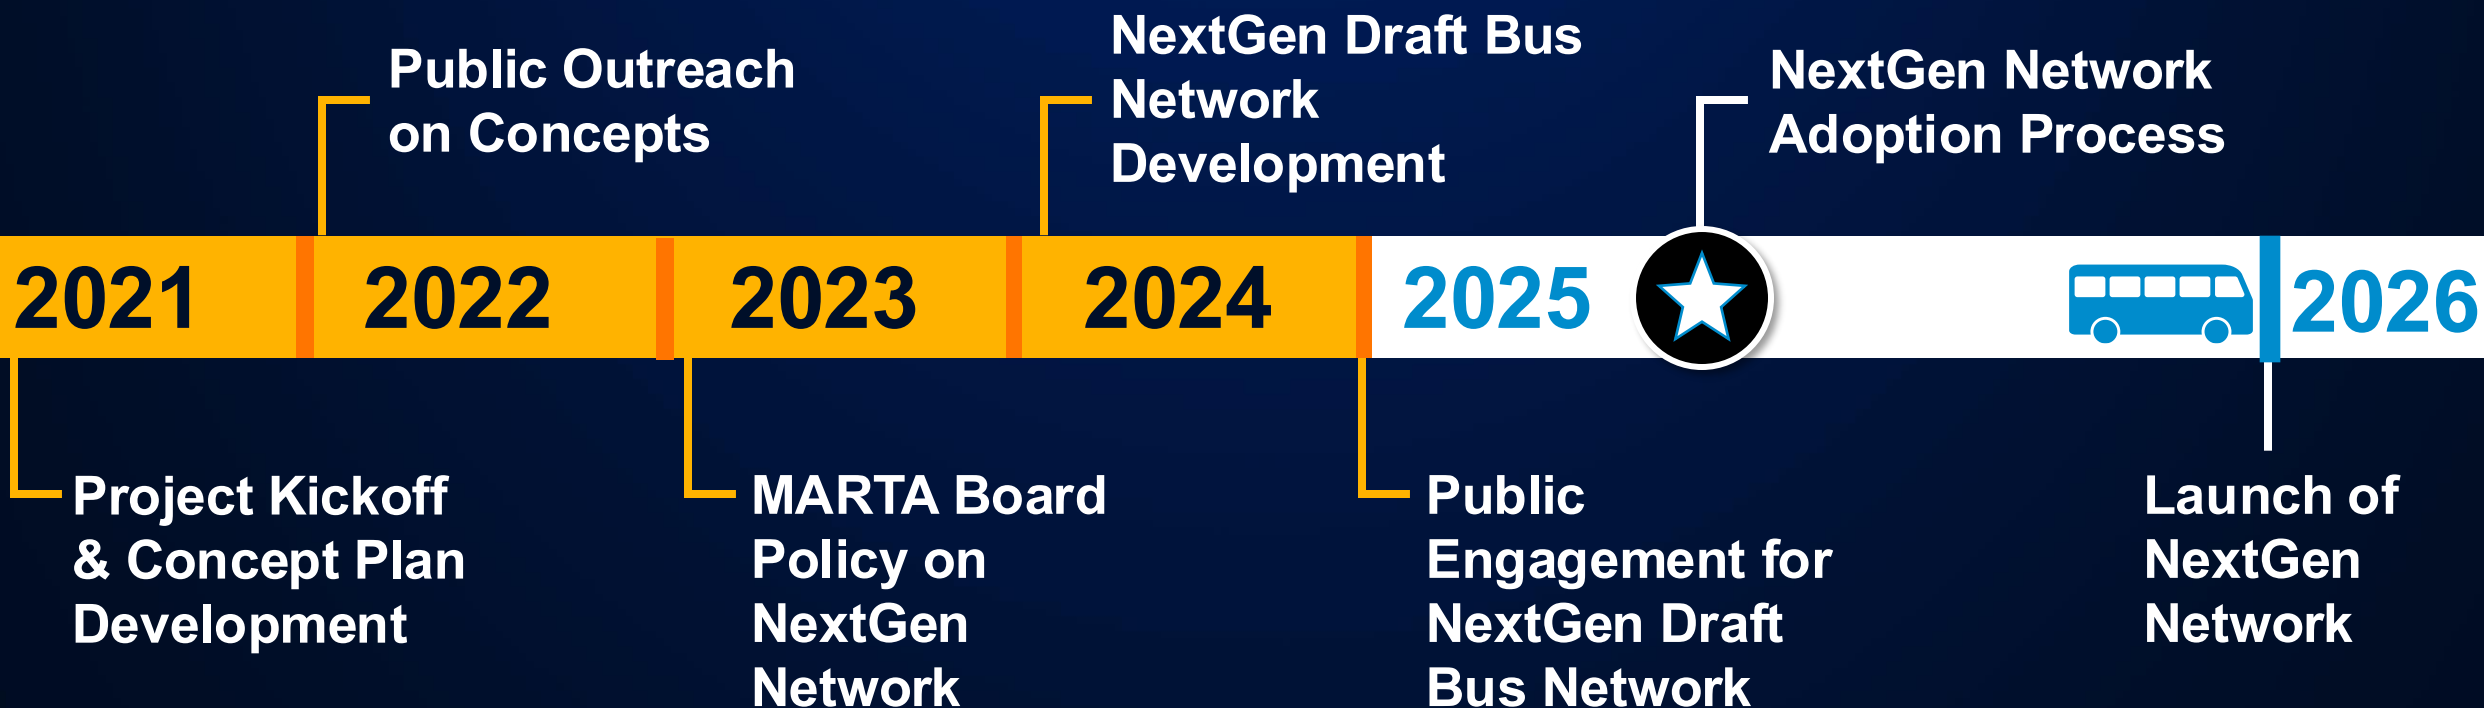 Public Outreach
on Concepts
NextGen Draft Bus
Network
Development
NextGen Network
Adoption Process
2021
2022
2023
2024
2025
2026
Project Kickoff
& Concept Plan
Development
MARTA Board
Policy on
NextGen
Network
Public
Engagement for
NextGen Draft
Bus Network
Launch of
NextGen
Network